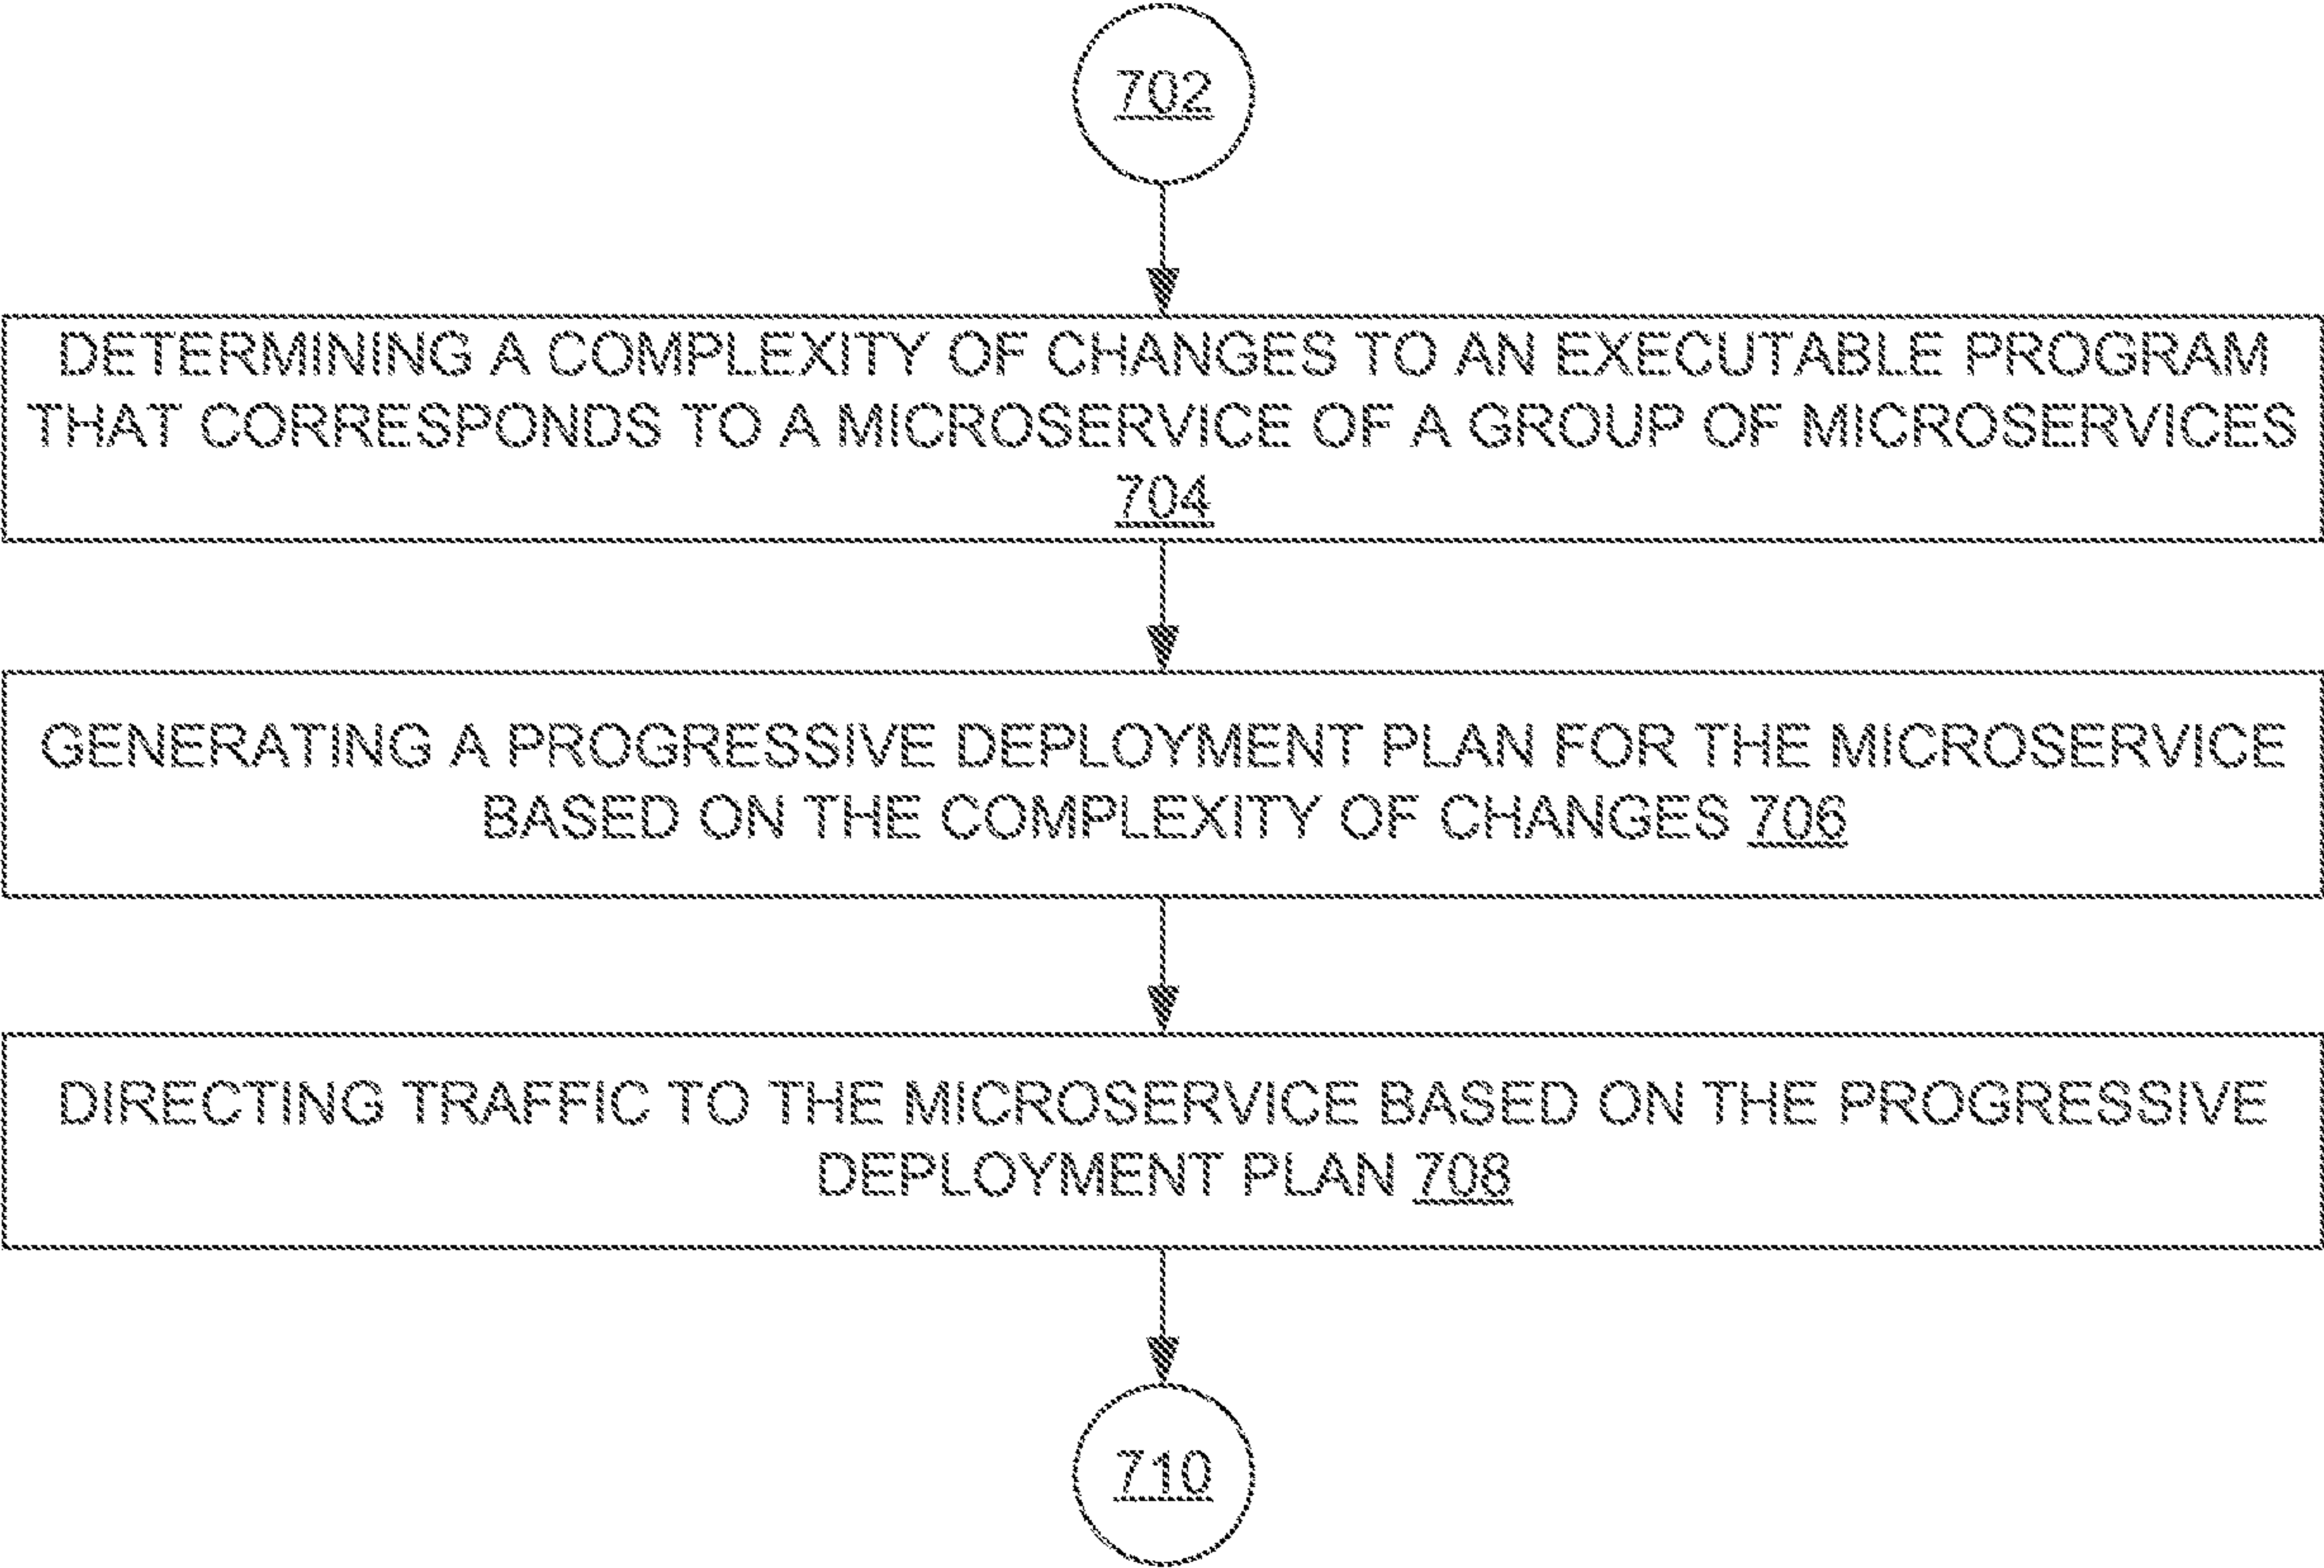 702
DETERMINING A COMPLEXITY OF CHANGES TO AN EXECUTABLE PROGRAM
THAT CORRESPONDS TO A MICROSERVICE OF A GROUP OF MICROSERVICES
704
GENERATING A PROGRESSIVE DEPLOYMENT PLAN FOR THE MICROSERVICE
BASED ON THE COMPLEXITY OF CHANGES 706
DIRECTING TRAFFIC TO THE MICROSERVICE BASED ON THE PROGRESSIVE
DEPLOYMENT PLAN 708
710